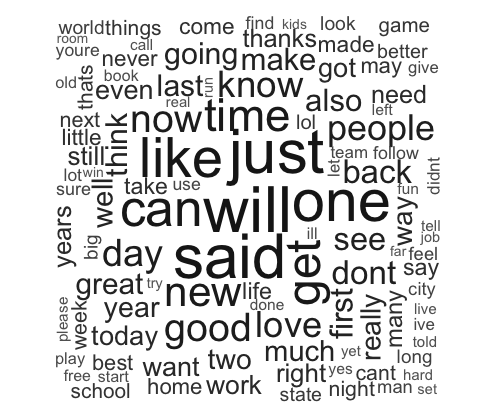 world things come find kids look game
room
youre call never going thanks made better
book make got may give
old thats even last run know also need
real left
next now time lol people
little think like just
still let team follow
lot win well take use back fun didnt
sure can will one way
years big day said ill see far tell
job
feel
get dont say
great try new life first city
please week year done really many live
ive
today good love told
play best want two much yet long
free start right yes cant hard
school home work state night man set